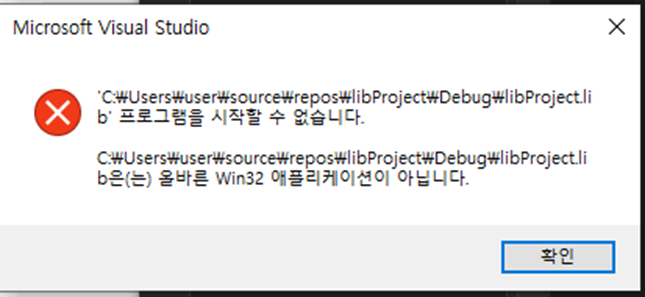 Microsoft Visual Studio
'C:₩Users₩user₩source₩repos₩libProject₩Debug₩libProject.li
b' 프로그램을 시작할 수 없습니다.
C:₩Users₩user₩source₩repos₩libProject₩Debug₩libProject.li
b은(는) 올바른 Win32 애플리케이션이 아닙니다.
확인